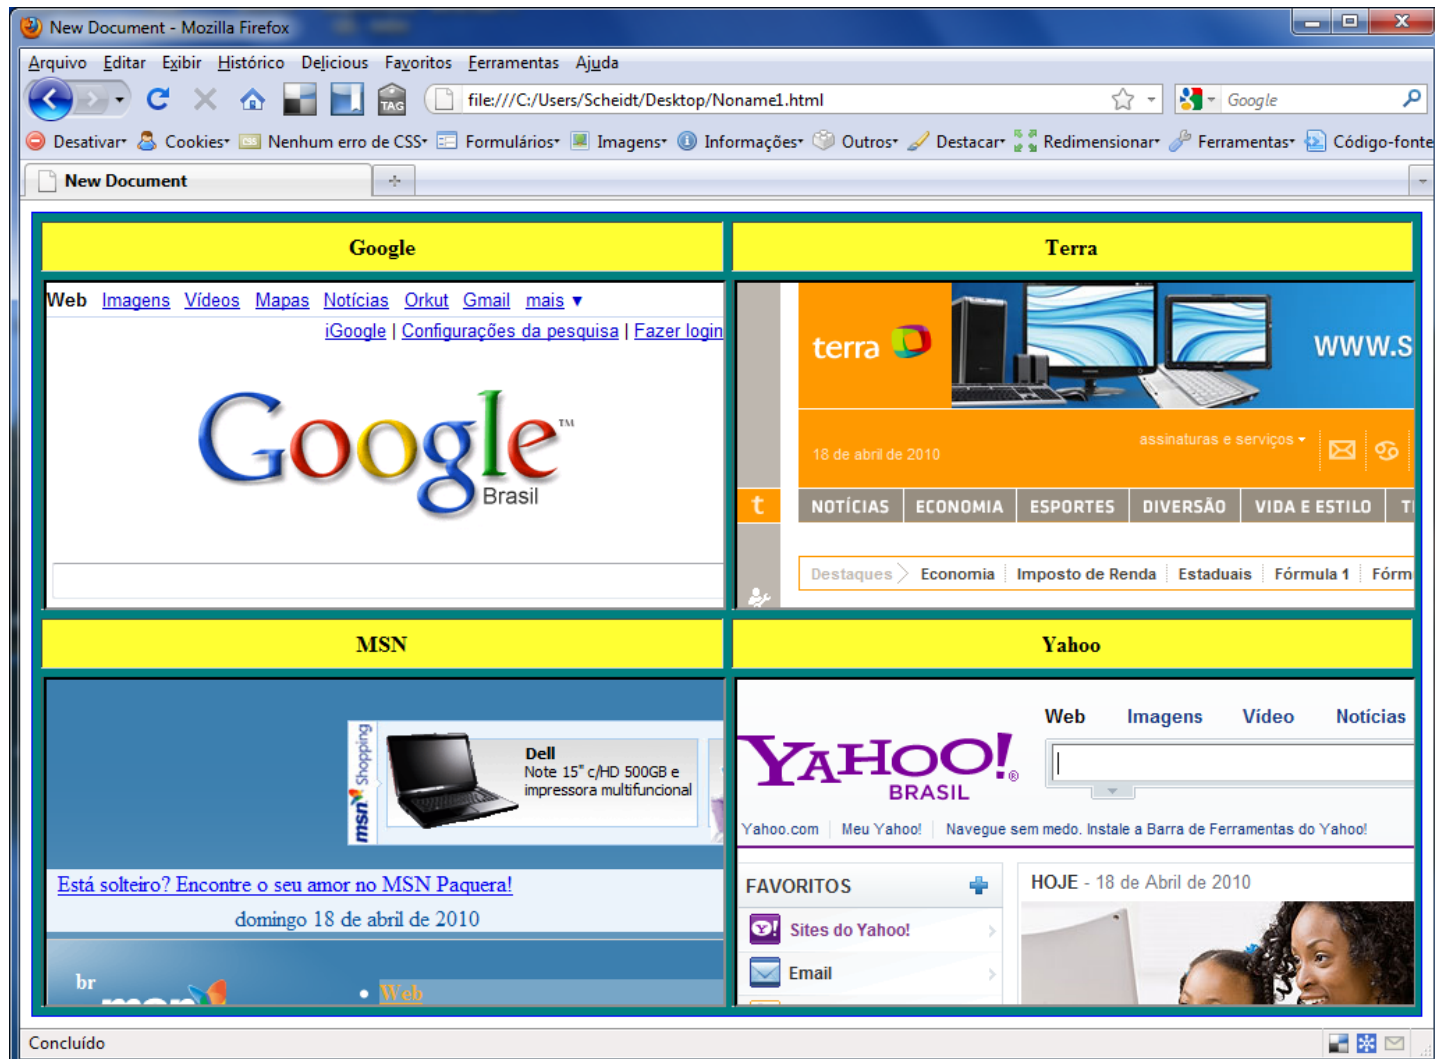 New Document - Mozilla Firefox
Arquivo Editar Exibir Histórico Delicious Favoritos Ferramentas Ajuda
TAG file:///C:/Users/Scheidt/Desktop/Noname1.html Google
Desativar Cookies Nenhum erro de CSS Formulários Imagens Informações Outros Destacar Redimensionar Ferramentas Código-fonte
New Document
Google
Web Imagens Vídeos Mapas Notícias Orkut Gmail mais ▼
iGoogle | Configurações da pesquisa | Fazer login
Google™
Brasil
Terra
terra WWW.S
assinaturas e serviços
18 de abril de 2010
t NOTÍCIAS ECONOMIA ESPORTES DIVERSÃO VIDA E ESTILO T
Destaques Economia Imposto de Renda Estaduais Fórmula 1 Fórm
MSN
msn Shopping
Dell
Note 15" c/HD 500GB e
impressora multifuncional
Está solteiro? Encontre o seu amor no MSN Paquera!
domingo 18 de abril de 2010
br
msn
• Web
Yahoo
Web Imagens Vídeo Notícias
YAHOO!®
BRASIL
Yahoo.com Meu Yahoo! Navegue sem medo. Instale a Barra de Ferramentas do Yahoo!
FAVORITOS
Y! Sites do Yahoo!
Email
HOJE - 18 de Abril de 2010
Concluído